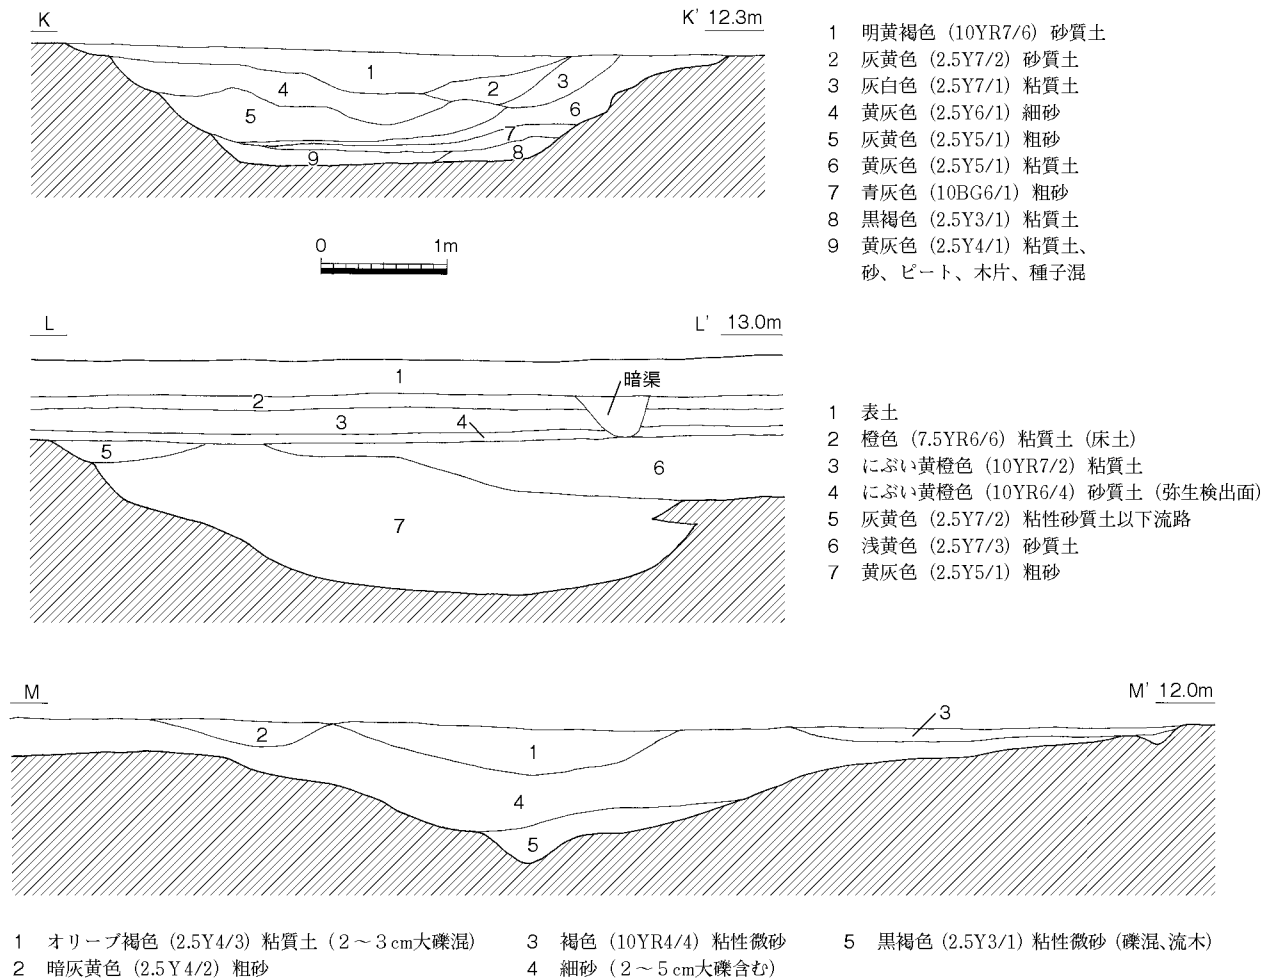 K
K' 12.3m
1
2
3
4
5
6
7
8
9
1 明黄褐色 (10YR7/6) 砂質土
2 灰黄色 (2.5Y7/2) 砂質土
3 灰白色 (2.5Y7/1) 粘質土
4 黄灰色 (2.5Y6/1) 細砂
5 灰黄色 (2.5Y5/1) 粗砂
6 黄灰色 (2.5Y5/1) 粘質土
7 青灰色 (10BG6/1) 粗砂
8 黒褐色 (2.5Y3/1) 粘質土
9 黄灰色 (2.5Y4/1) 粘質土、
砂、ピート、木片、種子混
0 1m
L
L' 13.0m
1
暗渠
2
3
4
5
6
7
1 表土
2 橙色 (7.5YR6/6) 粘質土 (床土)
3 にぶい黄橙色 (10YR7/2) 粘質土
4 にぶい黄橙色 (10YR6/4) 砂質土 (弥生検出面)
5 灰黄色 (2.5Y7/2) 粘性砂質土以下流路
6 浅黄色 (2.5Y7/3) 砂質土
7 黄灰色 (2.5Y5/1) 粗砂
M
M' 12.0m
3
2
1
4
5
1 オリーブ褐色 (2.5Y4/3) 粘質土 (2～3cm大礫混)
2 暗灰黄色 (2.5Y4/2) 粗砂
3 褐色 (10YR4/4) 粘性微砂
4 細砂 (2～5cm大礫含む)
5 黒褐色 (2.5Y3/1) 粘性微砂 (礫混、流木)